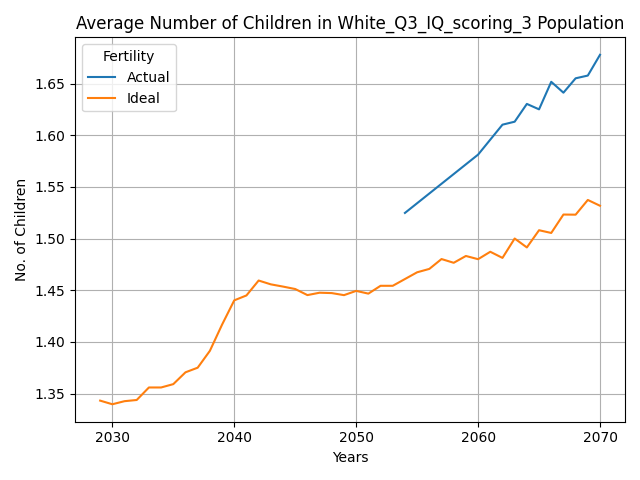 Average Number of Children in White_Q3_IQ_scoring_3 Population
Fertility
Actual
Ideal
No. of Children
1.65
1.60
1.55
1.50
1.45
1.40
1.35
2030 2040 2050 2060 2070
Years